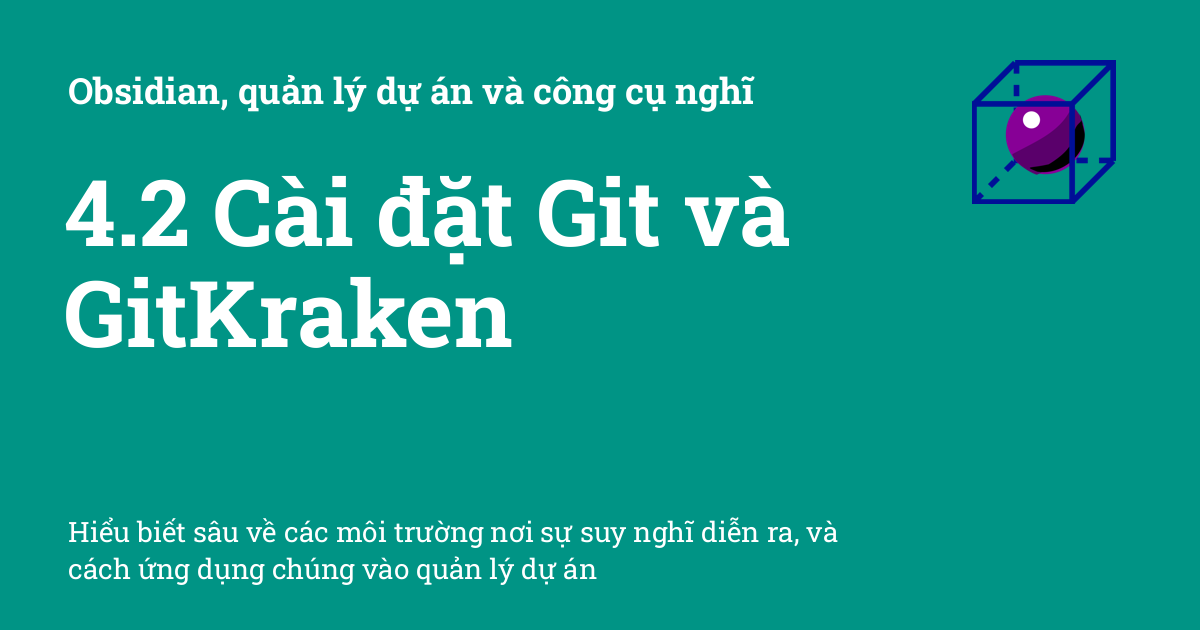 Obsidian, quản lý dự án và công cụ nghĩ
4.2 Cài đặt Git và
GitKraken
Hiểu biết sâu về các môi trường nơi sự suy nghĩ diễn ra, và
cách ứng dụng chúng vào quản lý dự án